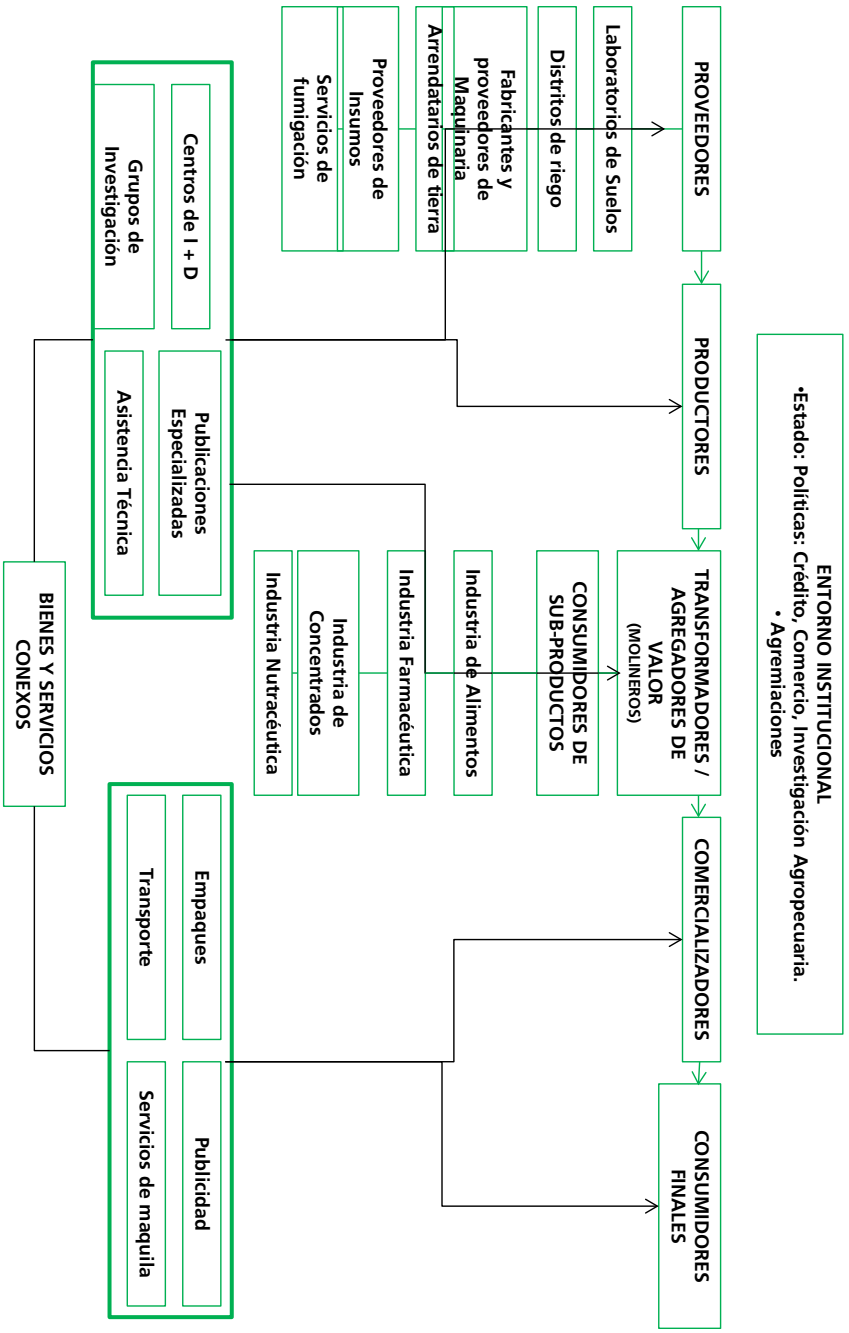 ENTORNO INSTITUCIONAL
•Estado: Políticas: Crédito, Comercio, Investigación Agropecuaria.
• Agremiaciones
PROVEEDORES
PRODUCTORES
TRANSFORMADORES /
AGREGADORES DE
VALOR
(MOLINEROS)
COMERCIALIZADORES
CONSUMIDORES
FINALES
Laboratorios de Suelos
Distritos de riego
Fabricantes y
proveedores de
Maquinaria
Arrendatarios de tierra
Proveedores de
Insumos
Servicios de
fumigación
CONSUMIDORES DE
SUB-PRODUCTOS
Industria de Alimentos
Industria Farmacéutica
Industria de
Concentrados
Industria Nutracéutica
Centros de I + D
Publicaciones
Especializadas
Grupos de
Investigación
Asistencia Técnica
Empaques
Publicidad
Transporte
Servicios de maquila
BIENES Y SERVICIOS
CONEXOS